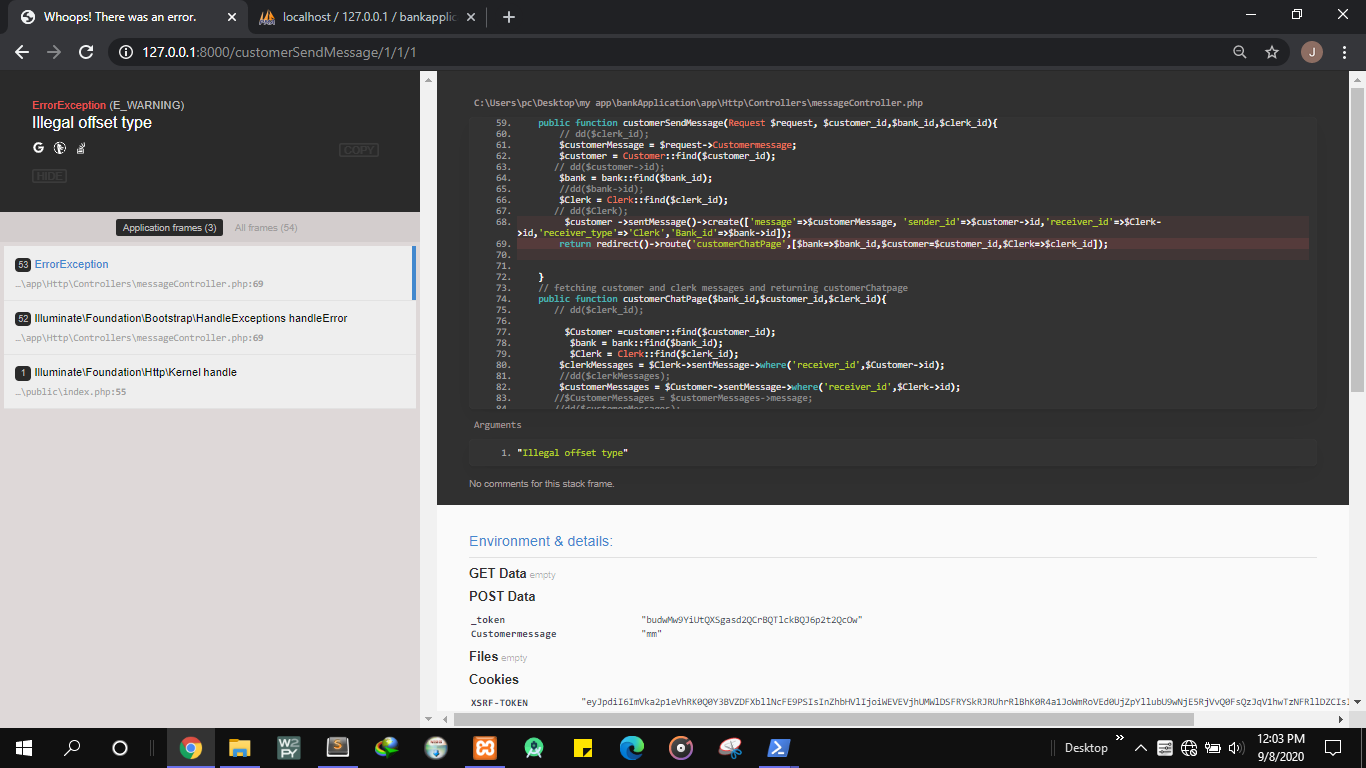 Whoops! There was an error.
localhost / 127.0.0.1 / bankapplic
127.0.0.1:8000/customerSendMessage/1/1/1
J
ErrorException (E_WARNING)
Illegal offset type
COPY
HIDE
Application frames (3) All frames (54)
53 ErrorException
…\app\Http\Controllers\messageController.php:69
52 Illuminate\Foundation\Bootstrap\HandleExceptions handleError
…\app\Http\Controllers\messageController.php:69
1 Illuminate\Foundation\Http\Kernel handle
…\public\index.php:55
C:\Users\pc\Desktop\my app\bankApplication\app\Http\Controllers\messageController.php
59. public function customerSendMessage(Request $request, $customer_id,$bank_id,$clerk_id){
60. // dd($clerk_id);
61. $customerMessage = $request->Customermessage;
62. $customer = Customer::find($customer_id);
63. // dd($customer->id);
64. $bank = bank::find($bank_id);
65. //dd($bank->id);
66. $Clerk = Clerk::find($clerk_id);
67. // dd($Clerk);
68. $customer ->sentMessage()->create(['message'=>$customerMessage, 'sender_id'=>$customer->id,'receiver_id'=>$Clerk-
>id,'receiver_type'=>'Clerk','Bank_id'=>$bank->id]);
69. return redirect()->route('customerChatPage',[$bank=>$bank_id,$customer=$customer_id,$Clerk=>$clerk_id]);
70.
71.
72. }
73. // fetching customer and clerk messages and returning customerChatpage
74. public function customerChatPage($bank_id,$customer_id,$clerk_id){
75. // dd($clerk_id);
76.
77. $Customer =customer::find($customer_id);
78. $bank = bank::find($bank_id);
79. $Clerk = Clerk::find($clerk_id);
80. $clerkMessages = $Clerk->sentMessage->where('receiver_id',$Customer->id);
81. //dd($clerkMessages);
82. $customerMessages = $Customer->sentMessage->where('receiver_id',$Clerk->id);
83. //$CustomerMessages = $customerMessages->message;
84. //dd($customerMessages);
Arguments
1. "Illegal offset type"
No comments for this stack frame.
Environment & details:
GET Data empty
POST Data
_token "budwMw9YiUtQXSgasd2QCrBQTlckBQJ6p2t2QcOw"
Customermessage "mm"
Files empty
Cookies
XSRF-TOKEN
Desktop
12:03 PM
9/8/2020